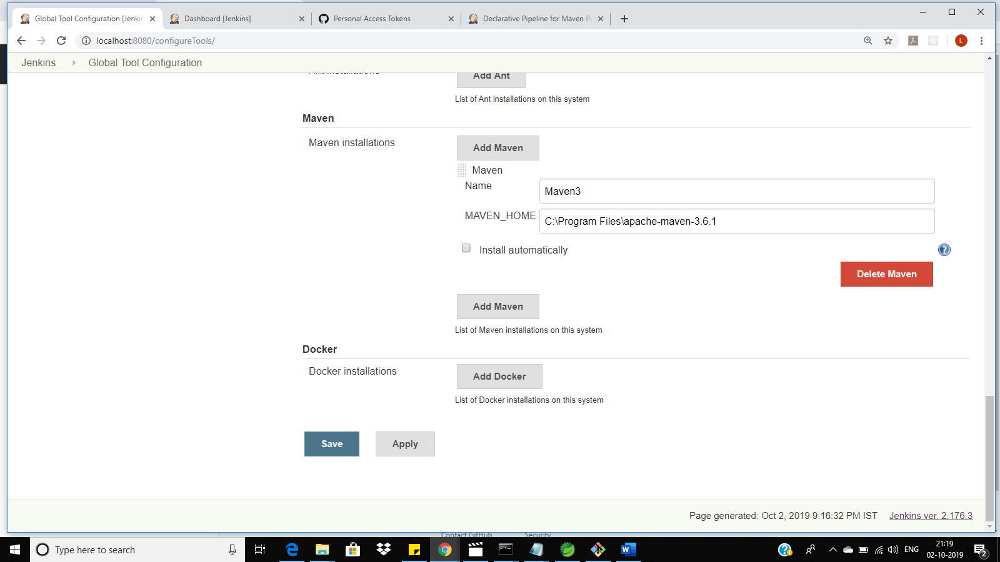 Global Tool Configuration [Jenkin
Dashboard [Jenkins]
Personal Access Tokens
Declarative Pipeline for Maven P
localhost:8080/configureTools/
L
Jenkins
Global Tool Configuration
Ant installations
Add Ant
List of Ant installations on this system
Maven
Maven installations
Add Maven
Maven
Name
Maven3
MAVEN_HOME
C:\Program Files\apache-maven-3.6.1
Install automatically
?
Delete Maven
Add Maven
List of Maven installations on this system
Docker
Docker installations
Add Docker
List of Docker installations on this system
Save
Apply
Page generated: Oct 2, 2019 9:16:32 PM IST
Jenkins ver. 2.176.3
Contact GitHub
Security
Type here to search
ENG
21:19
02-10-2019
2